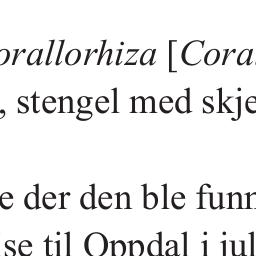 orallorhiza [Cora
, stengel med skje
e der den ble funn
se til Oppdal i jul